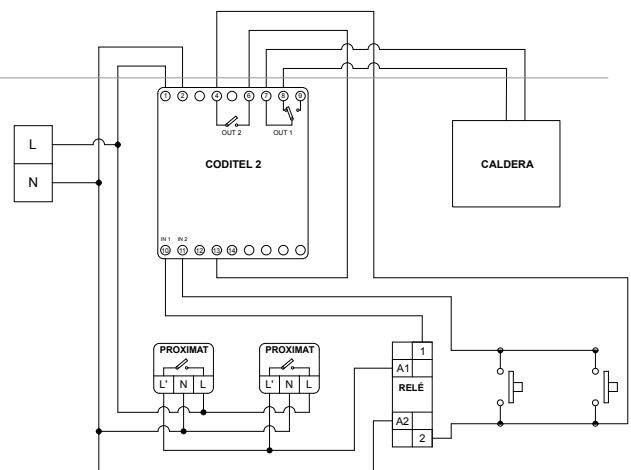 1 2 4 6 7 8 9
OUT 2 OUT 1
L
N
CODITEL 2
CALDERA
IN 1 IN 2
10 11 12 13 14
PROXIMAT
L' N L
PROXIMAT
L' N L
1
A1
RELÉ
A2
2